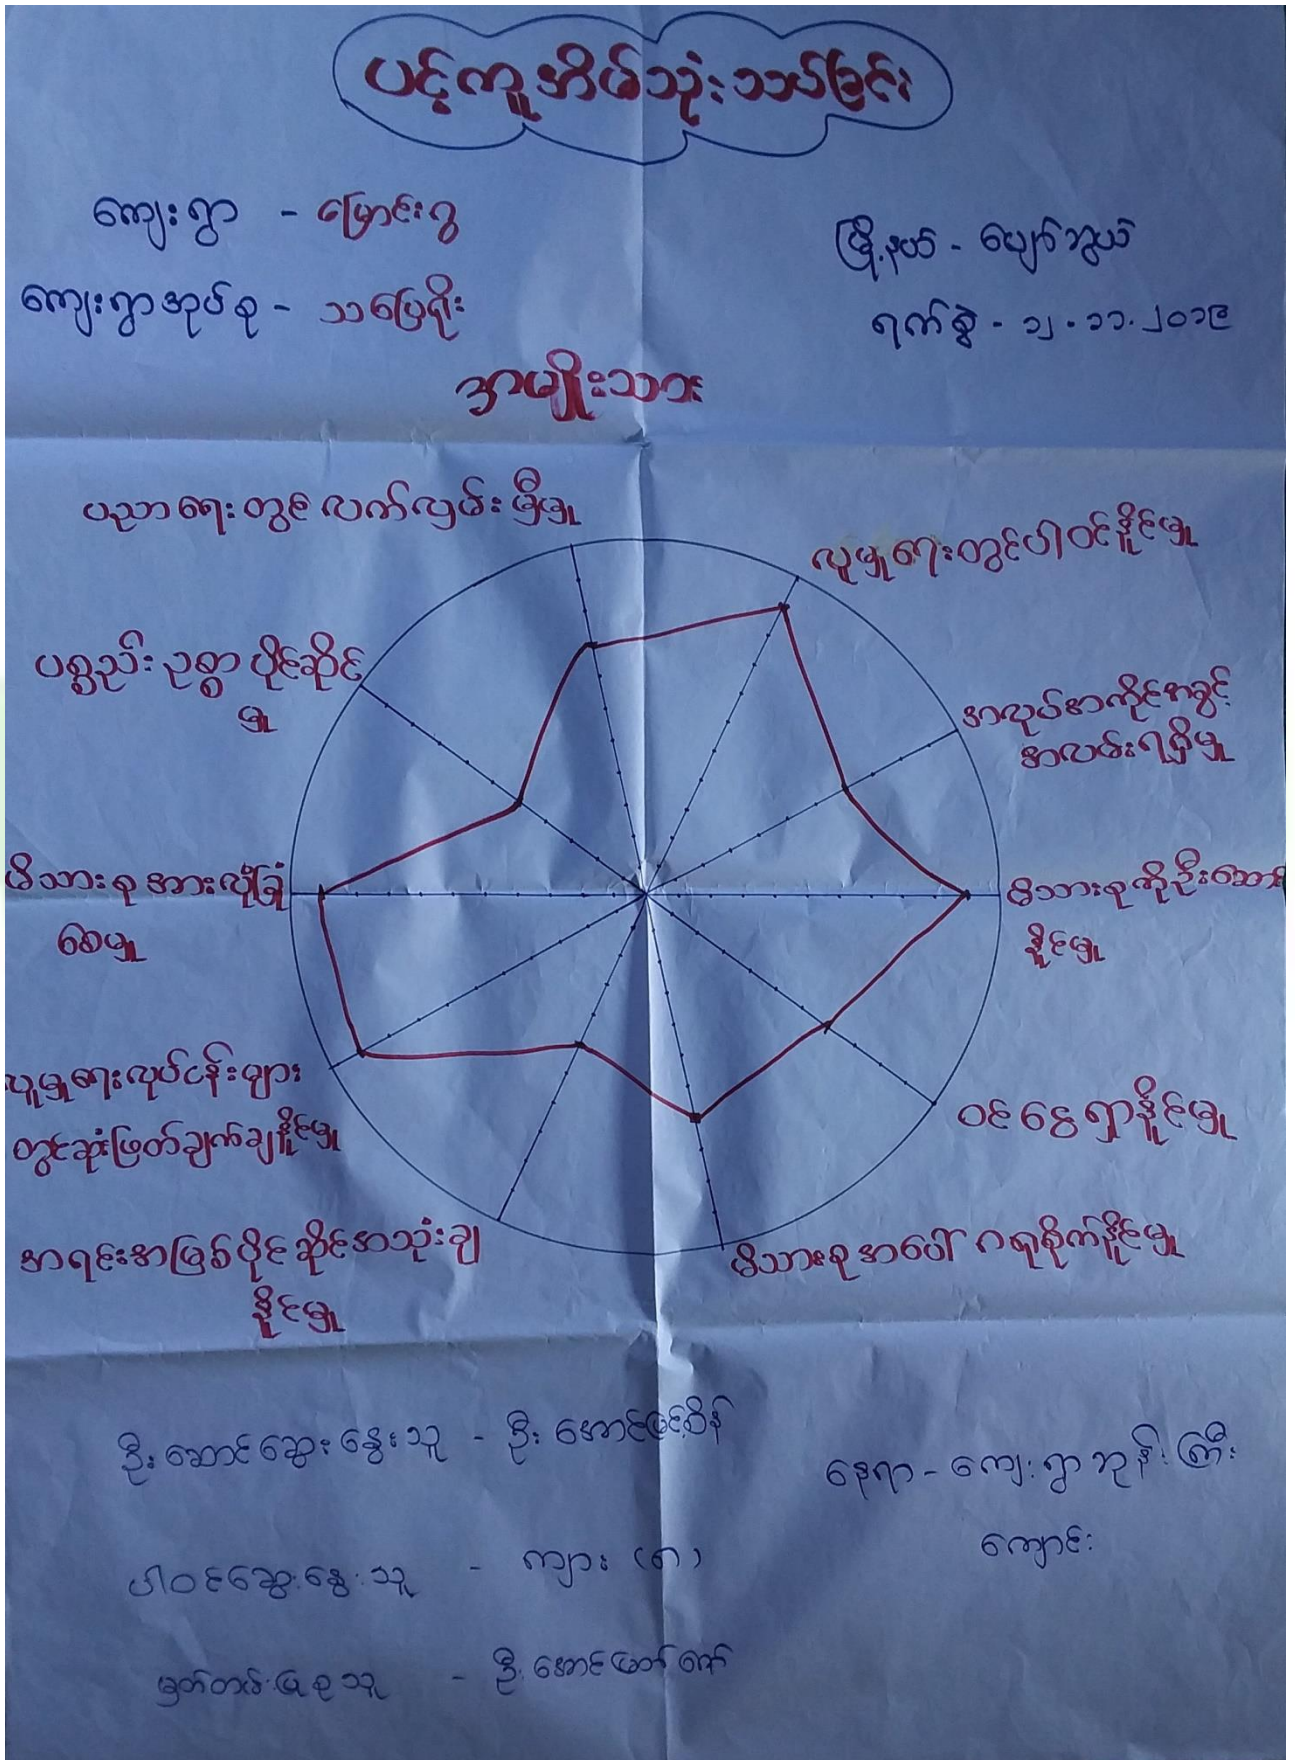 ပင့်ကူအိမ်သုံးသပ်ခြင်း
ကျေးရွာ - မြောင်းဝှ
မြို့နယ် - ပျော်ဘွယ်
ကျေးရွာအုပ်စု - သပြေရိုး
ရက်စွဲ - ၁၂.၁၁.၂၀၁၉
အမျိုးသား
ပညာရေးတွင် လက်လှမ်းမှီမှု
လူမှုရေးတွင်ပါဝင်နိူင်မှု
ပစ္စည်းဥစ္စာ ပိုင်ဆိုင်
မှု
အလုပ်အကိုင်အခွင့်
အလမ်းရရှိမှု
မိသားစုအားလုံခြုံ
စေမှု
မိသားစုကိုဦးဆောင်
နိူင်မှု
လူမှုရေးလုပ်ငန်းများ
တွင်ဆုံးဖြတ်ချက်ချနိူင်မှု
ဝင်ငွေရှာနိူင်မှု
အရင်းအမြစ်ပိုင်ဆိုင်အသုံးချ
နိူင်မှု
မိသားစုအပေါ် ဂရုစိုက်နိူင်မှု
ဦးဆောင်ဆွေးနွေးသူ - ဦးအောင်မြင့်စိန်
နေရာ - ကျေးရွာဘုန်းကြီး
ကျောင်း
ပါဝင်ဆွေးနွေးသူ - ကျား (၈)
မှတ်တမ်းပြုစုသူ - ဦးအောင်ဇော်